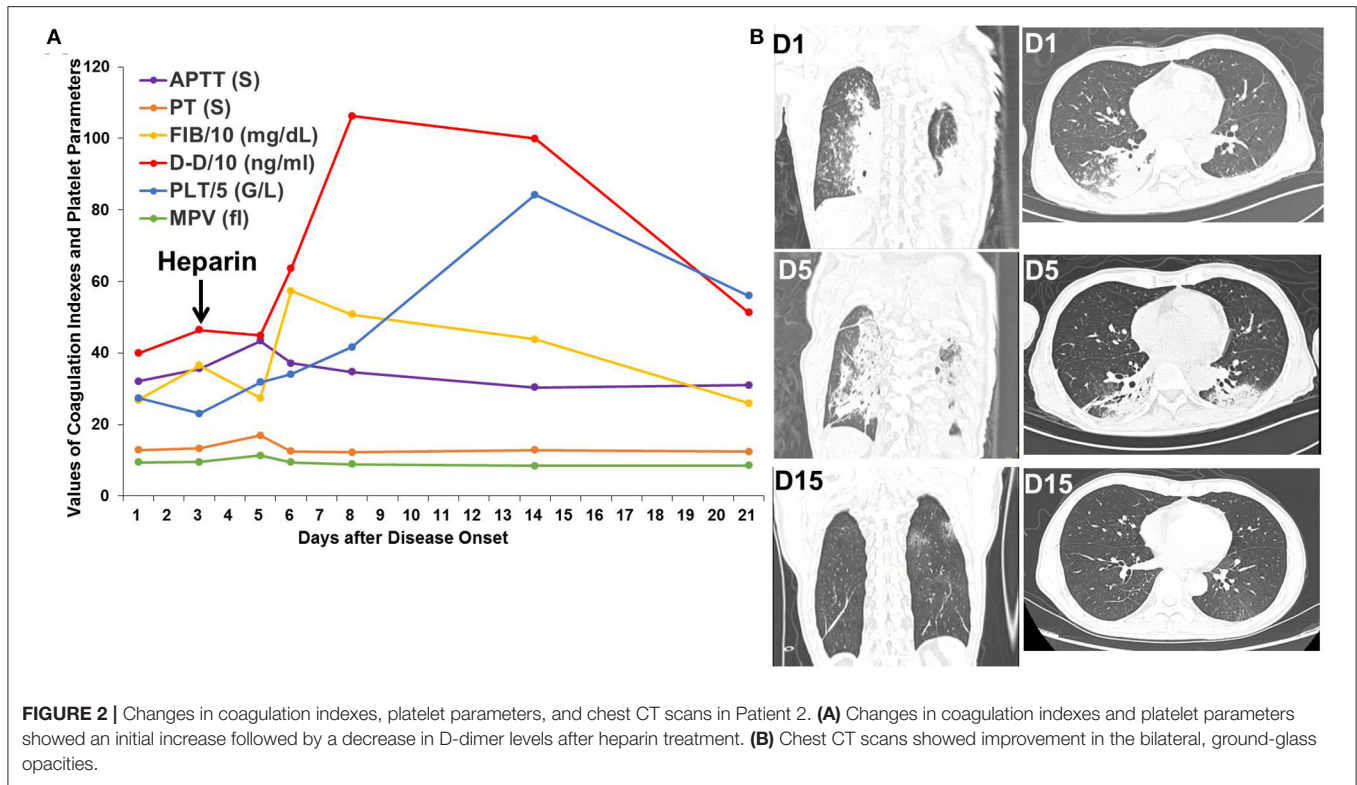 A
Values of Coagulation Indexes and Platelet Parameters
120
100
80
60
40
20
0
APTT (S)
PT (S)
FIB/10 (mg/dL)
D-D/10 (ng/ml)
PLT/5 (G/L)
MPV (fl)
Heparin
1 2 3 4 5 6 7 8 9 10 11 12 13 14 15 16 17 18 19 20 21
Days after Disease Onset
B
D1
D1
D5
D5
D15
D15
FIGURE 2 | Changes in coagulation indexes, platelet parameters, and chest CT scans in Patient 2. (A) Changes in coagulation indexes and platelet parameters
showed an initial increase followed by a decrease in D-dimer levels after heparin treatment. (B) Chest CT scans showed improvement in the bilateral, ground-glass
opacities.